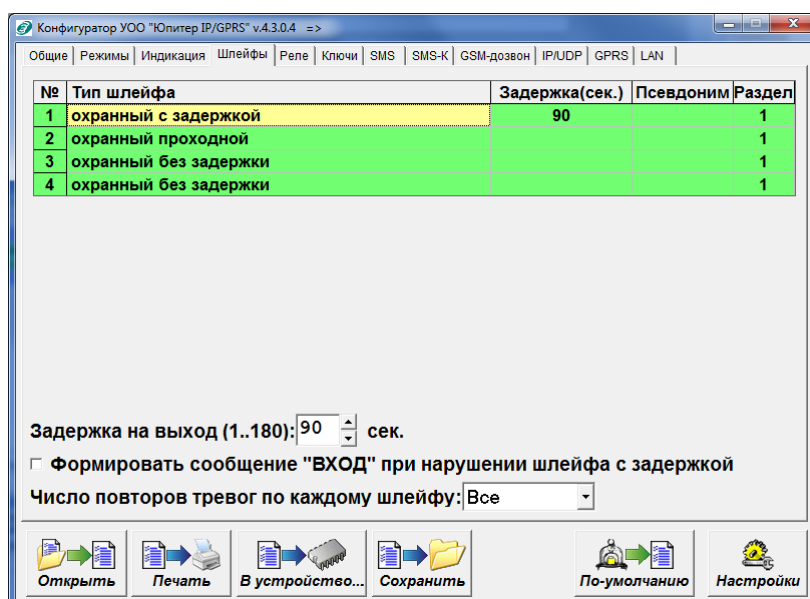 Конфигуратор УОО "Юпитер IP/GPRS" v.4.3.0.4 =>
Общие Режимы Индикация Шлейфы Реле Ключи SMS SMS-K GSM-дозвон IP/UDP GPRS LAN
№ Тип шлейфа Задержка(сек.) Псевдоним Раздел
1 охранный с задержкой 90 1
2 охранный проходной 1
3 охранный без задержки 1
4 охранный без задержки 1
Задержка на выход (1..180): 90 сек.
Формировать сообщение "ВХОД" при нарушении шлейфа с задержкой
Число повторов тревог по каждому шлейфу: Все
Открыть Печать В устройство... Сохранить По-умолчанию Настройки